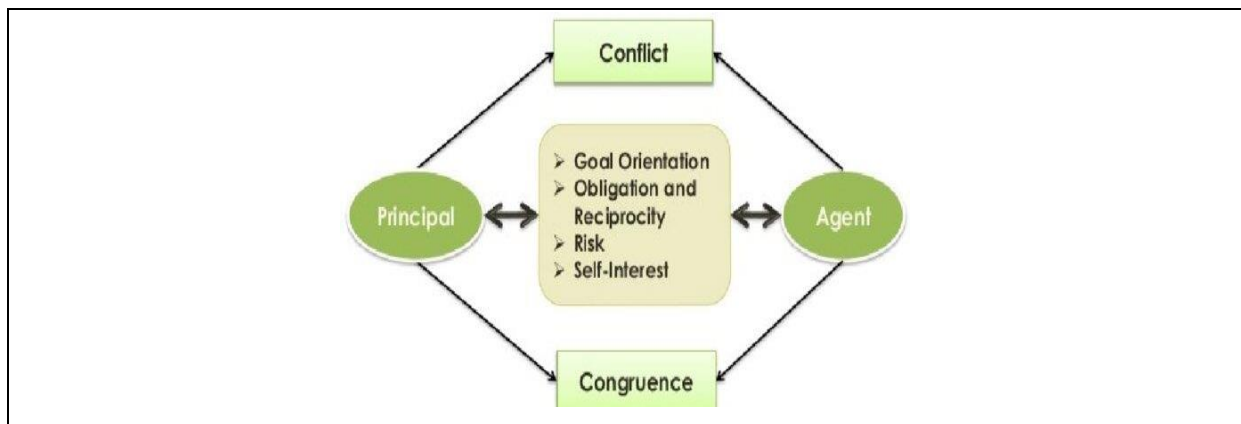 Conflict
➢ Goal Orientation
➢ Obligation and
Reciprocity
➢ Risk
➢ Self-Interest
Principal
Agent
Congruence